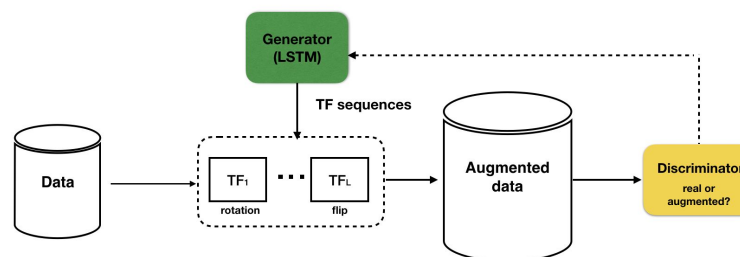 Generator
(LSTM)
TF sequences
Data
TF1
TFL
rotation
flip
Augmented
data
Discriminator
real or
augmented?